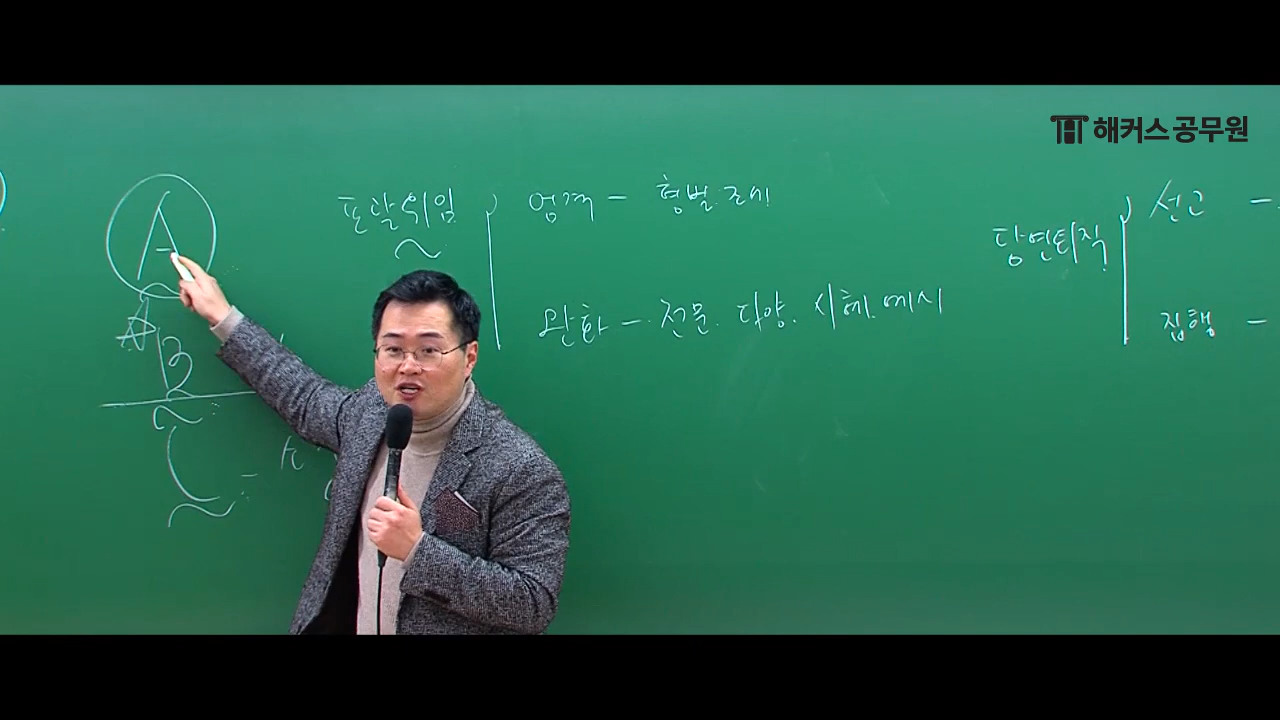 해커스공무원
A
B
C
포괄위임
엄격 - 형벌. 조세
완화 - 전문. 다양. 시혜. 예시
당연퇴직
선고 -
집행 -